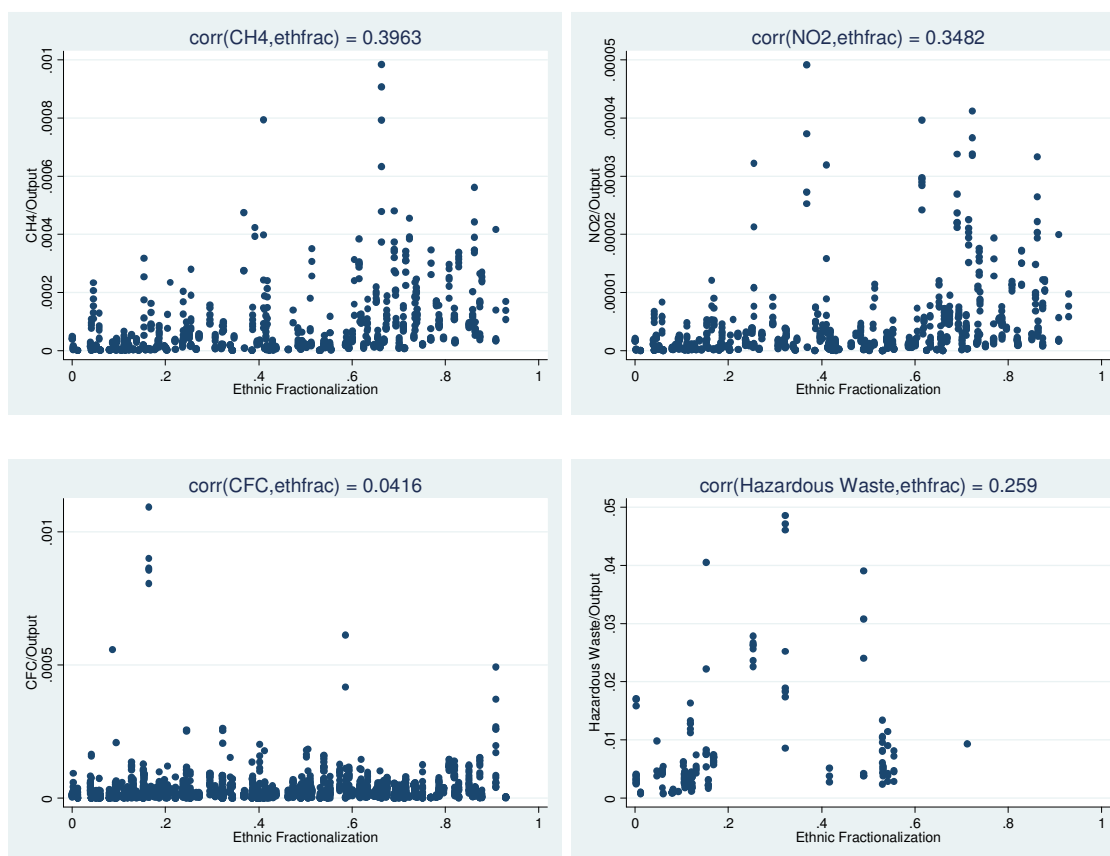 corr(CH4,ethfrac) = 0.3963
CH4/Output
.001
.0008
.0006
.0004
.0002
0
0 .2 .4 .6 .8 1
Ethnic Fractionalization
corr(NO2,ethfrac) = 0.3482
NO2/Output
.00005
.00004
.00003
.00002
.00001
0
0 .2 .4 .6 .8 1
Ethnic Fractionalization
corr(CFC,ethfrac) = 0.0416
CFC/Output
.001
.0005
0
0 .2 .4 .6 .8 1
Ethnic Fractionalization
corr(Hazardous Waste,ethfrac) = 0.259
Hazardous Waste/Output
.05
.04
.03
.02
.01
0
0 .2 .4 .6 .8 1
Ethnic Fractionalization